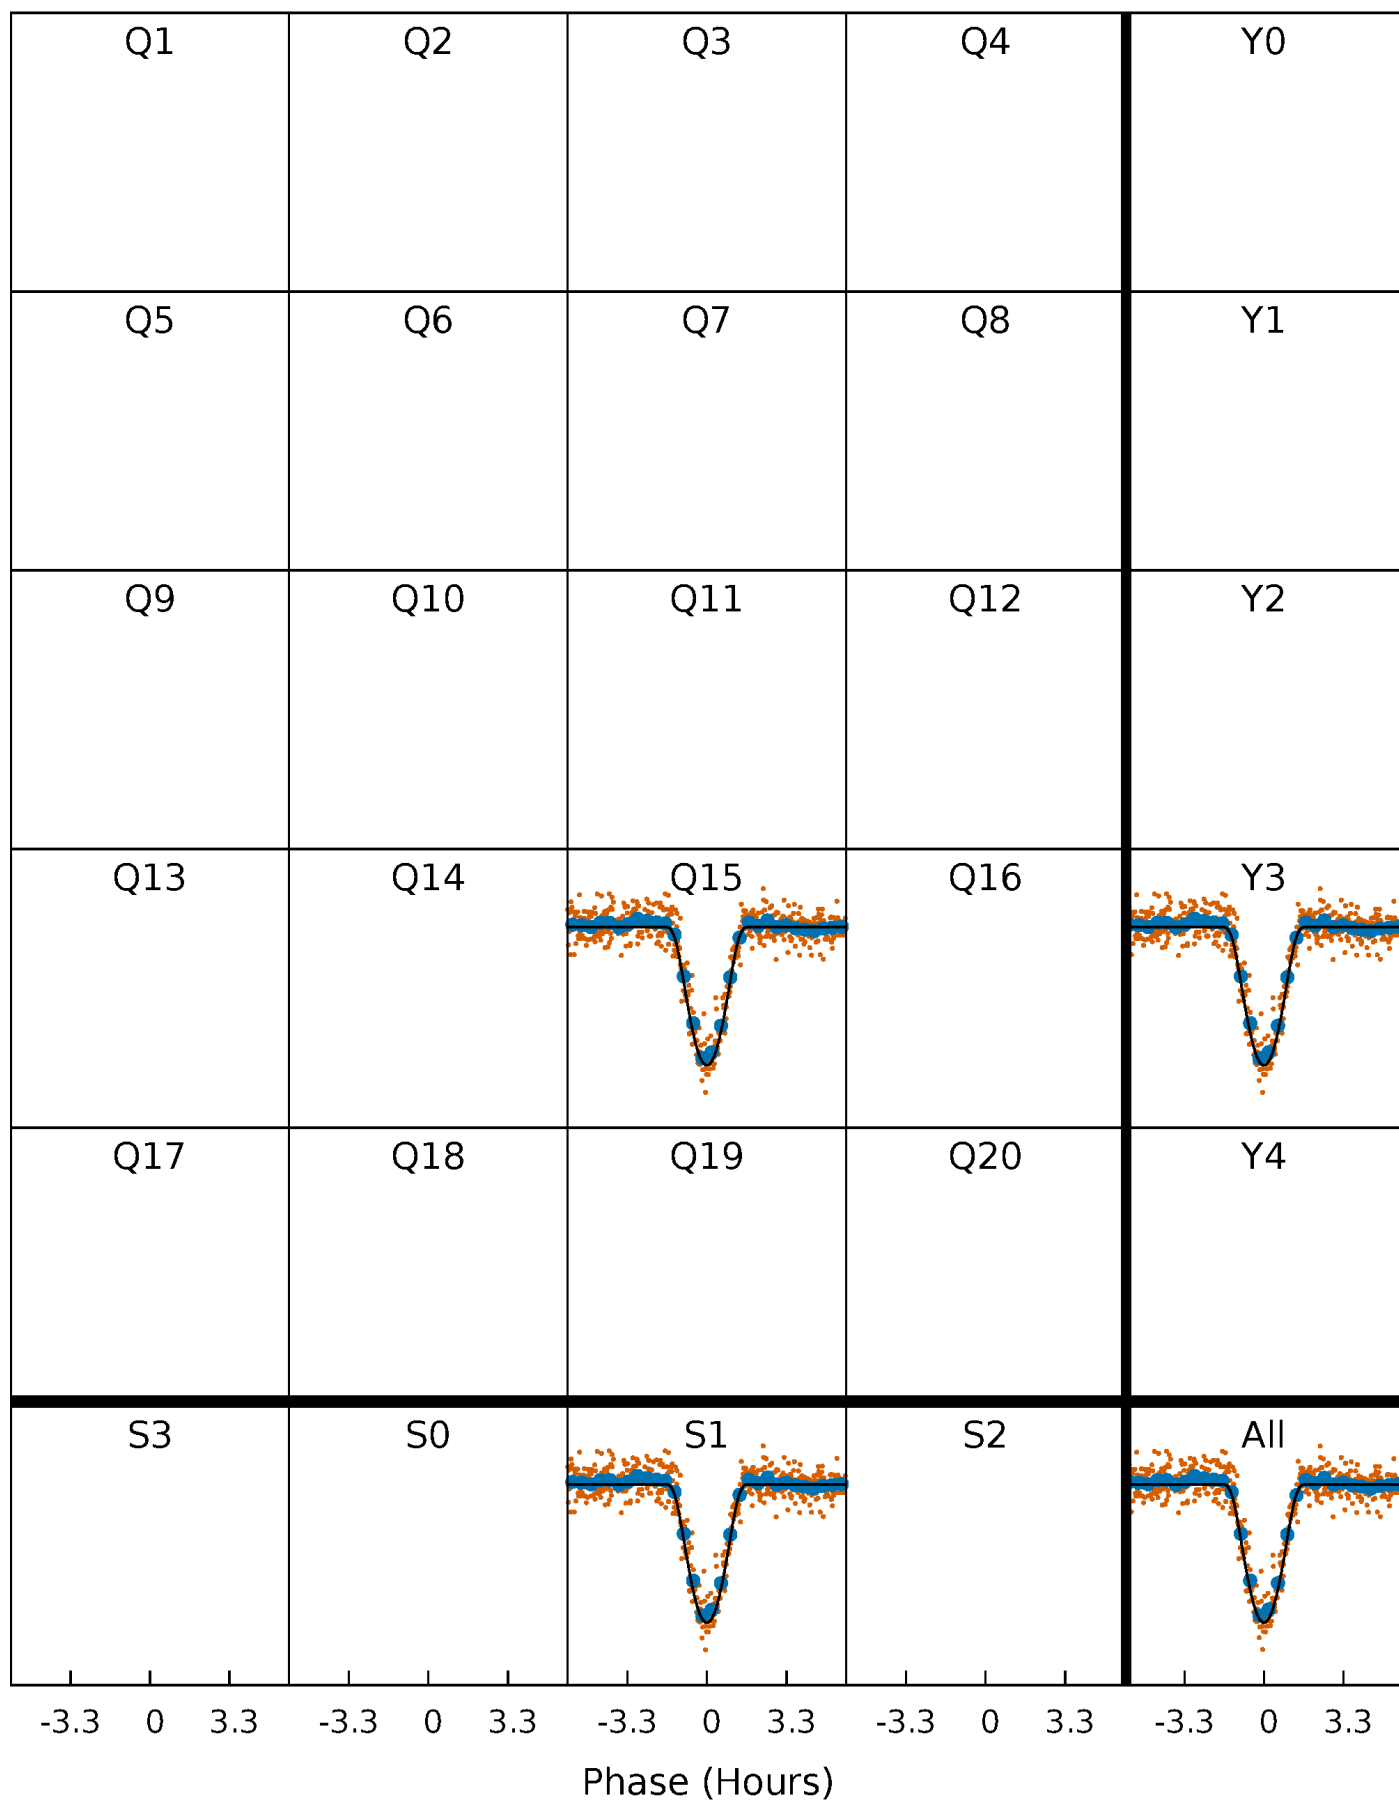 Q1 Q2 Q3 Q4 Y0
Q5 Q6 Q7 Q8 Y1
Q9 Q10 Q11 Q12 Y2
Q13 Q14 Q15 Q16 Y3
Q17 Q18 Q19 Q20 Y4
S3 S0 S1 S2 All
-3.3 0 3.3 -3.3 0 3.3 -3.3 0 3.3 -3.3 0 3.3 -3.3 0 3.3
Phase (Hours)